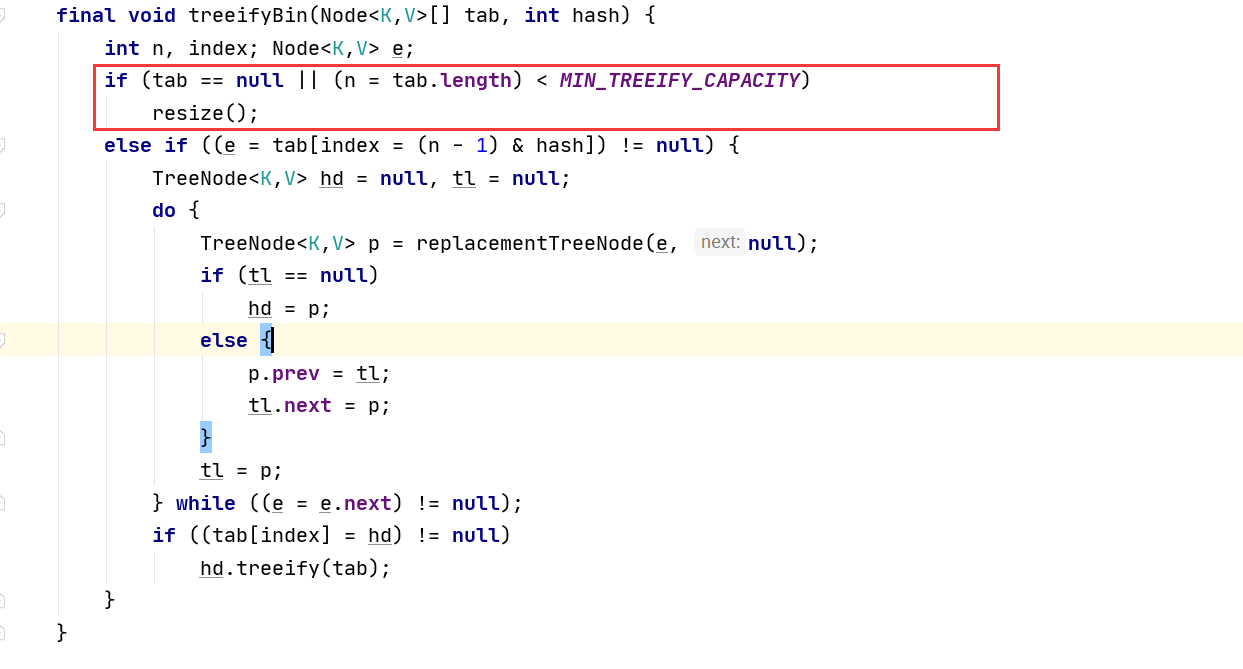 final void treeifyBin(Node<K,V>[] tab, int hash) {
    int n, index; Node<K,V> e;
    if (tab == null || (n = tab.length) < MIN_TREEIFY_CAPACITY)
        resize();
    else if ((e = tab[index = (n - 1) & hash]) != null) {
        TreeNode<K,V> hd = null, tl = null;
        do {
            TreeNode<K,V> p = replacementTreeNode(e, next: null);
            if (tl == null)
                hd = p;
            else {
                p.prev = tl;
                tl.next = p;
            }
            tl = p;
        } while ((e = e.next) != null);
        if ((tab[index] = hd) != null)
            hd.treeify(tab);
    }
}